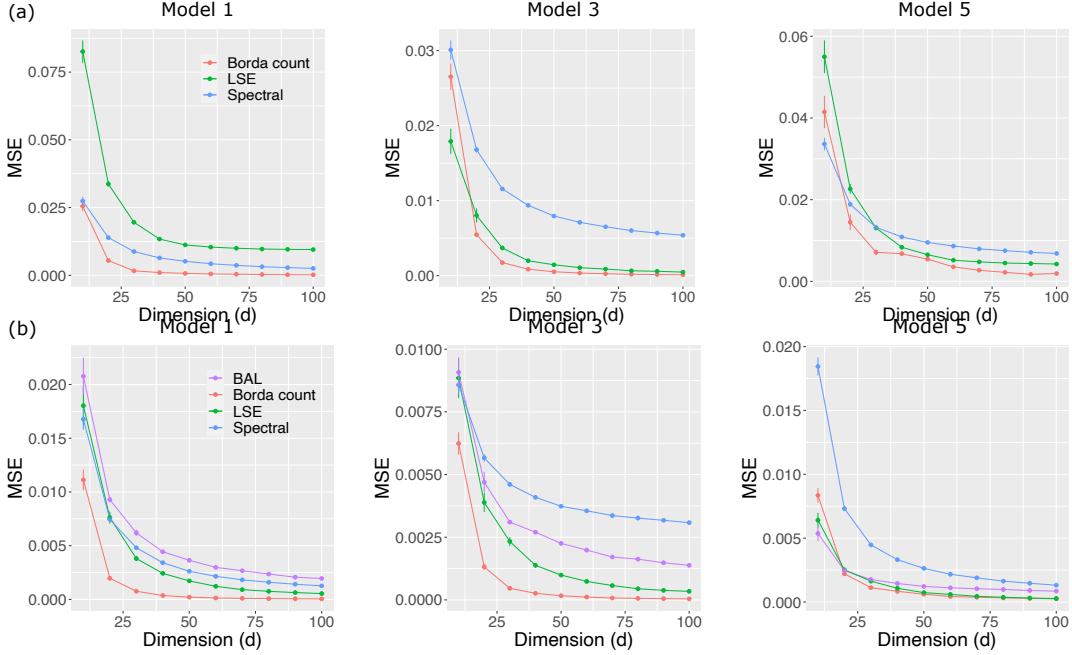 (a)
Model 1
Model 3
Model 5
MSE
0.075
0.050
0.025
0.000
Borda count
LSE
Spectral
25
50
75
100
Dimension (d)
MSE
0.03
0.02
0.01
0.00
25
50
75
100
Dimension (d)
MSE
0.06
0.04
0.02
0.00
25
50
75
100
Dimension (d)
(b)
Model 1
Model 3
Model 5
MSE
0.020
0.015
0.010
0.005
0.000
BAL
Borda count
LSE
Spectral
25
50
75
100
Dimension (d)
MSE
0.0100
0.0075
0.0050
0.0025
0.0000
25
50
75
100
Dimension (d)
MSE
0.020
0.015
0.010
0.005
0.000
25
50
75
100
Dimension (d)